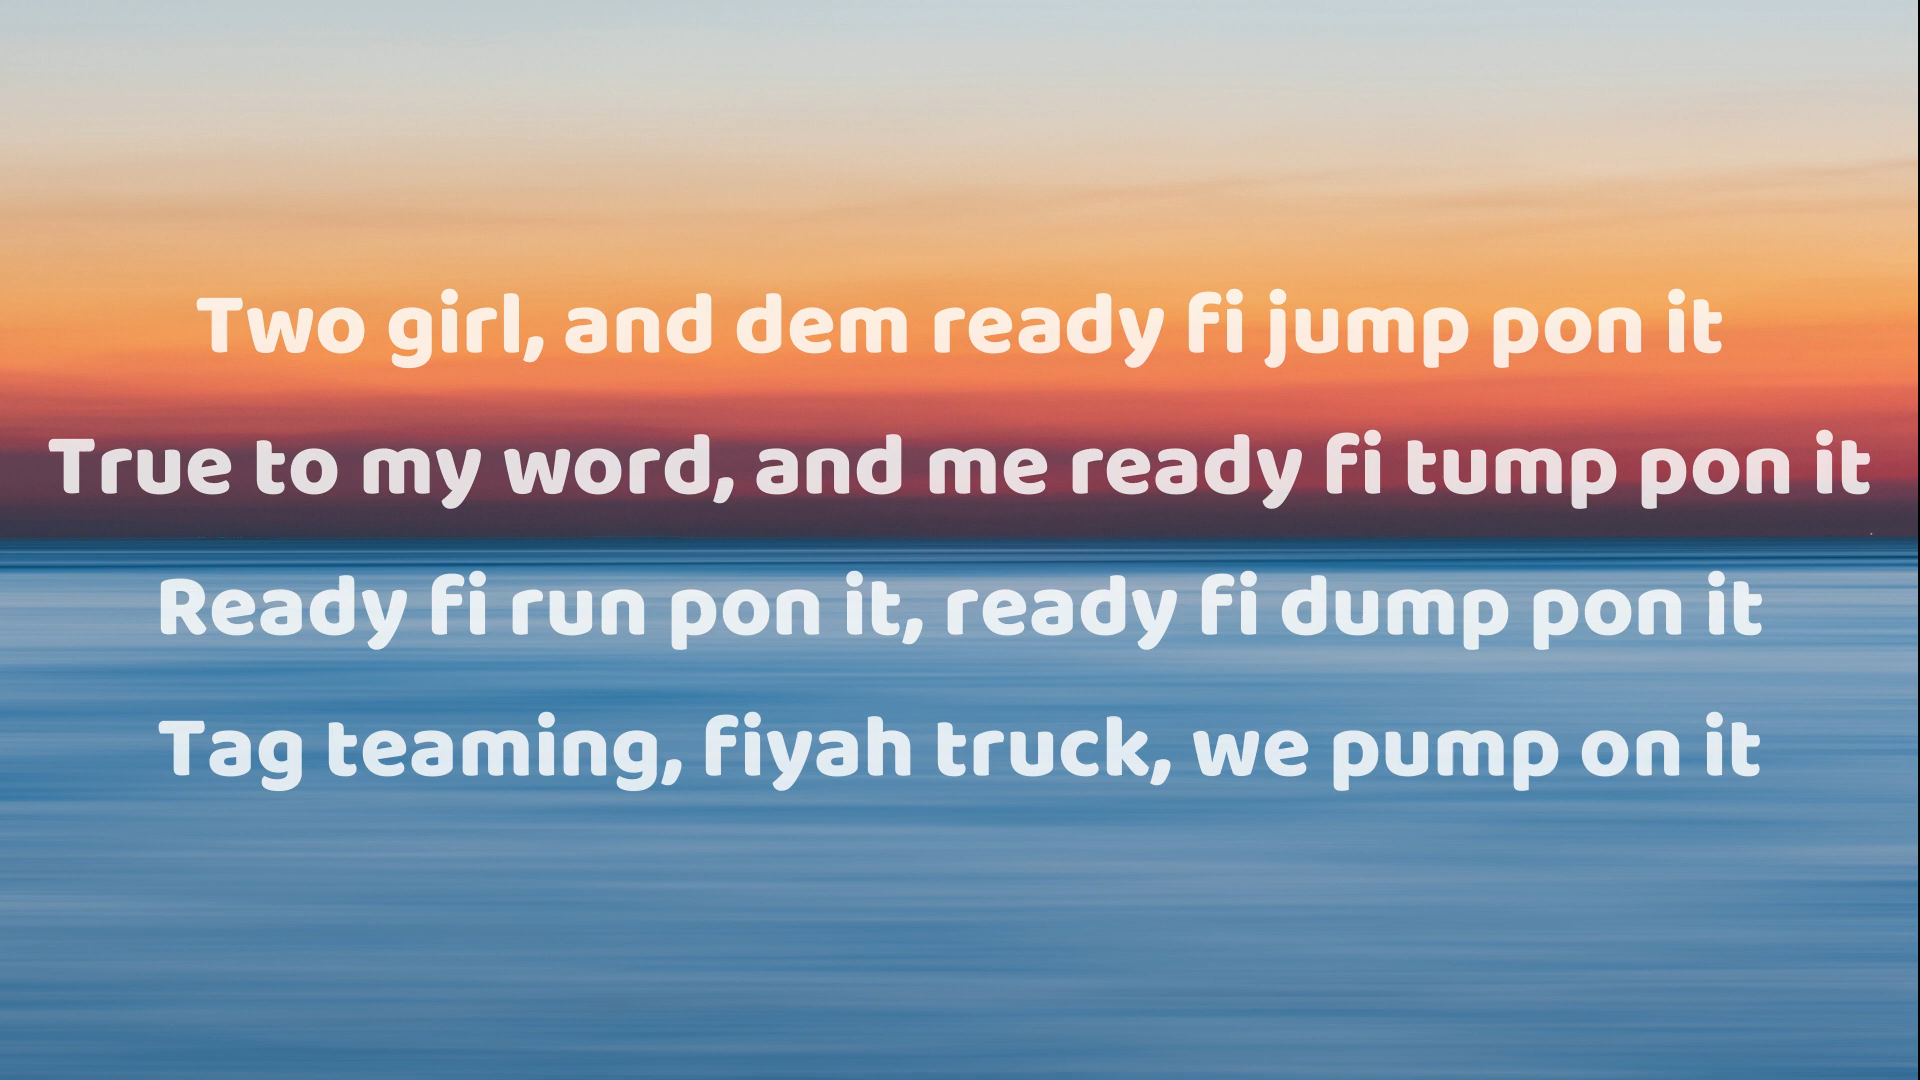 Two girl, and dem ready fi jump pon it
True to my word, and me ready fi tump pon it
Ready fi run pon it, ready fi dump pon it
Tag teaming, fiyah truck, we pump on it